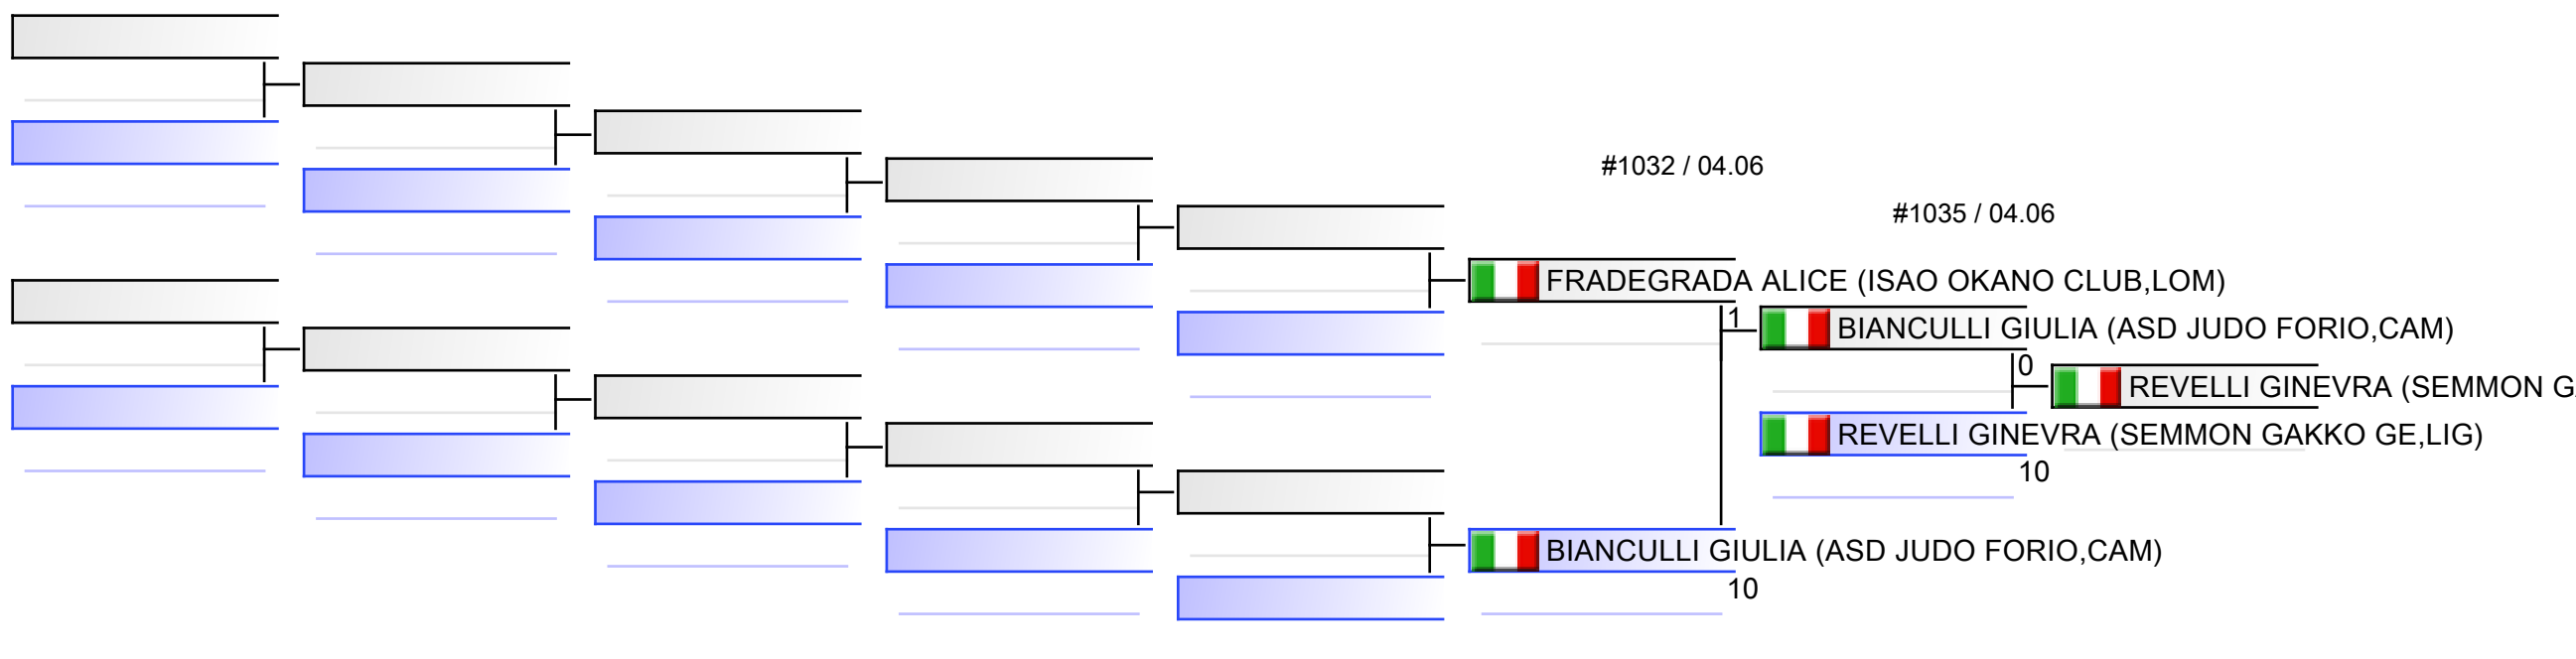 #1032 / 04.06
#1035 / 04.06
FRADEGRADA ALICE (ISAO OKANO CLUB,LOM)
1
BIANCULLI GIULIA (ASD JUDO FORIO,CAM)
0
REVELLI GINEVRA (SEMMON G
REVELLI GINEVRA (SEMMON GAKKO GE,LIG)
10
BIANCULLI GIULIA (ASD JUDO FORIO,CAM)
10